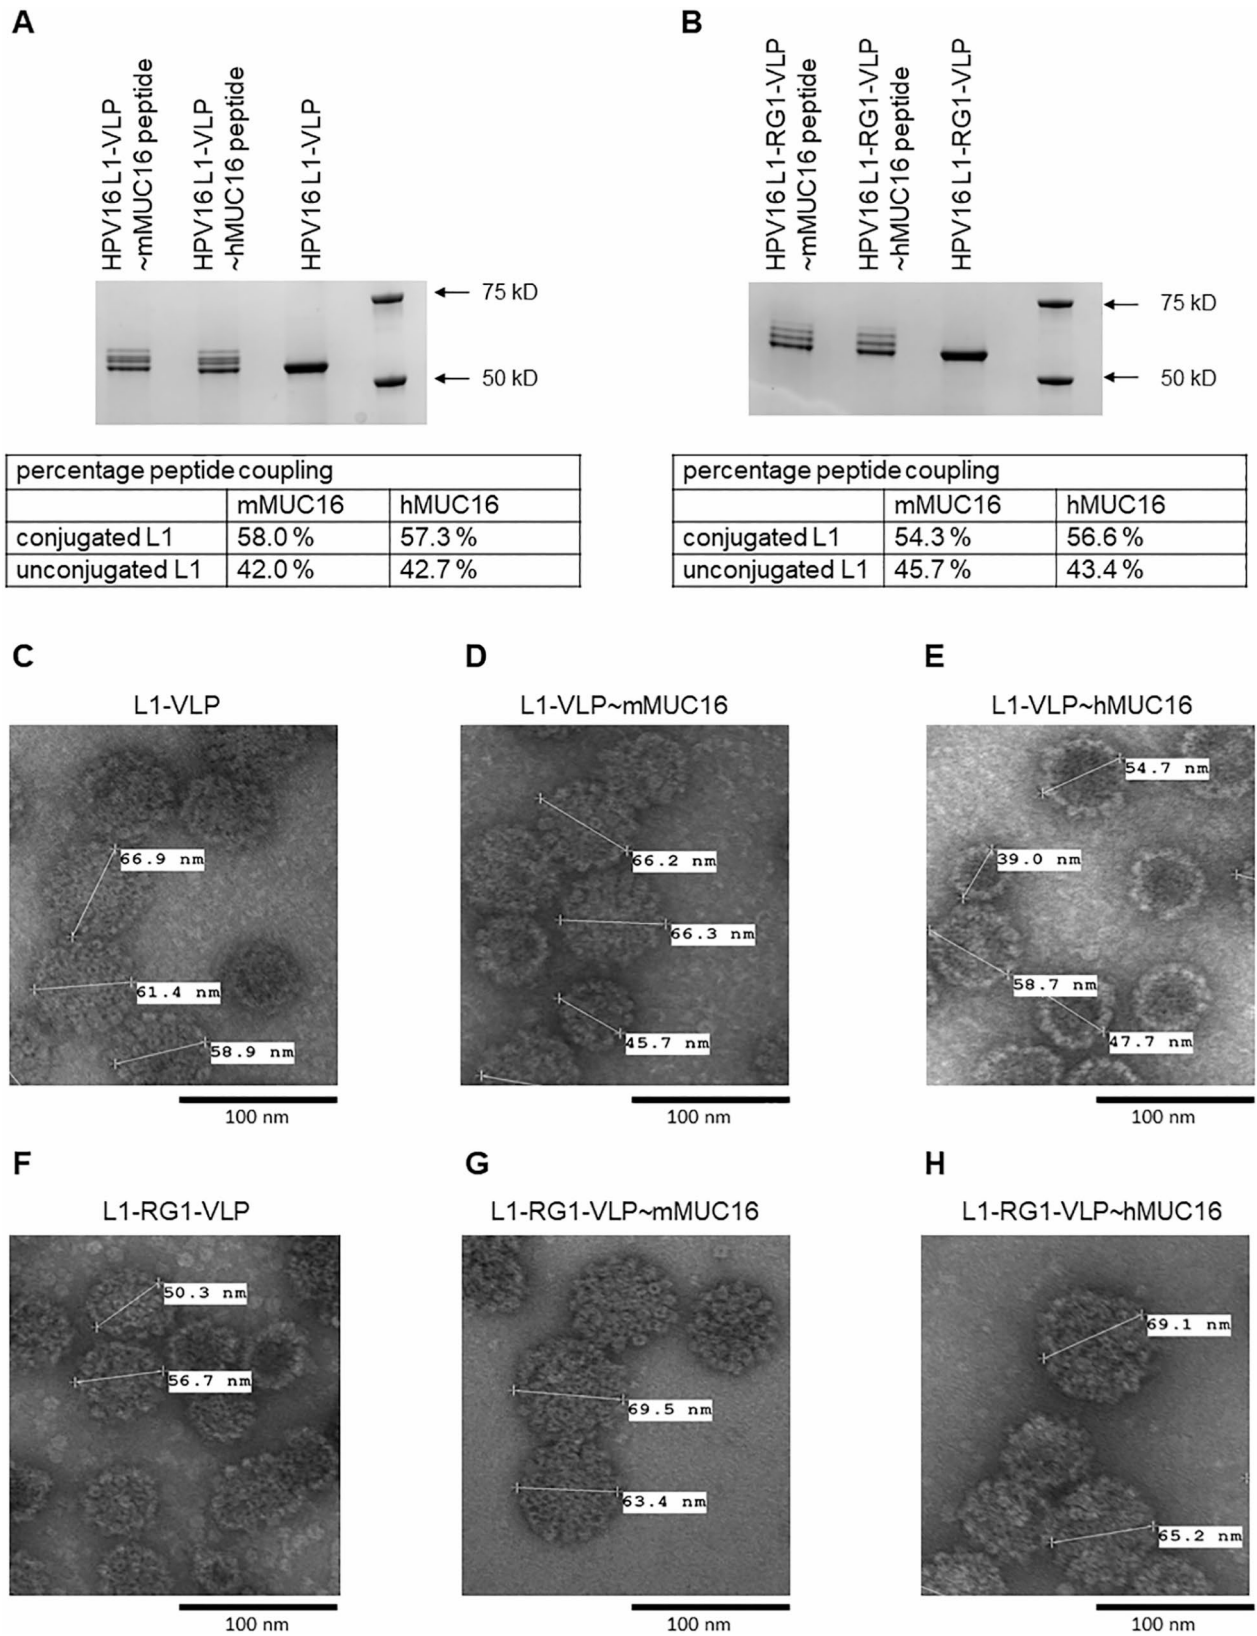 A
HPV16 L1-VLP
~mMUC16 peptide
HPV16 L1-VLP
~hMUC16 peptide
HPV16 L1-VLP
75 kD
50 kD
percentage peptide coupling
mMUC16 hMUC16
conjugated L1 58.0 % 57.3 %
unconjugated L1 42.0 % 42.7 %
B
HPV16 L1-RG1-VLP
~mMUC16 peptide
HPV16 L1-RG1-VLP
~hMUC16 peptide
HPV16 L1-RG1-VLP
75 kD
50 kD
percentage peptide coupling
mMUC16 hMUC16
conjugated L1 54.3 % 56.6 %
unconjugated L1 45.7 % 43.4 %
C
L1-VLP
66.9 nm
61.4 nm
58.9 nm
100 nm
D
L1-VLP~mMUC16
66.2 nm
66.3 nm
45.7 nm
100 nm
E
L1-VLP~hMUC16
54.7 nm
39.0 nm
58.7 nm
47.7 nm
100 nm
F
L1-RG1-VLP
50.3 nm
56.7 nm
100 nm
G
L1-RG1-VLP~mMUC16
69.5 nm
63.4 nm
100 nm
H
L1-RG1-VLP~hMUC16
69.1 nm
65.2 nm
100 nm